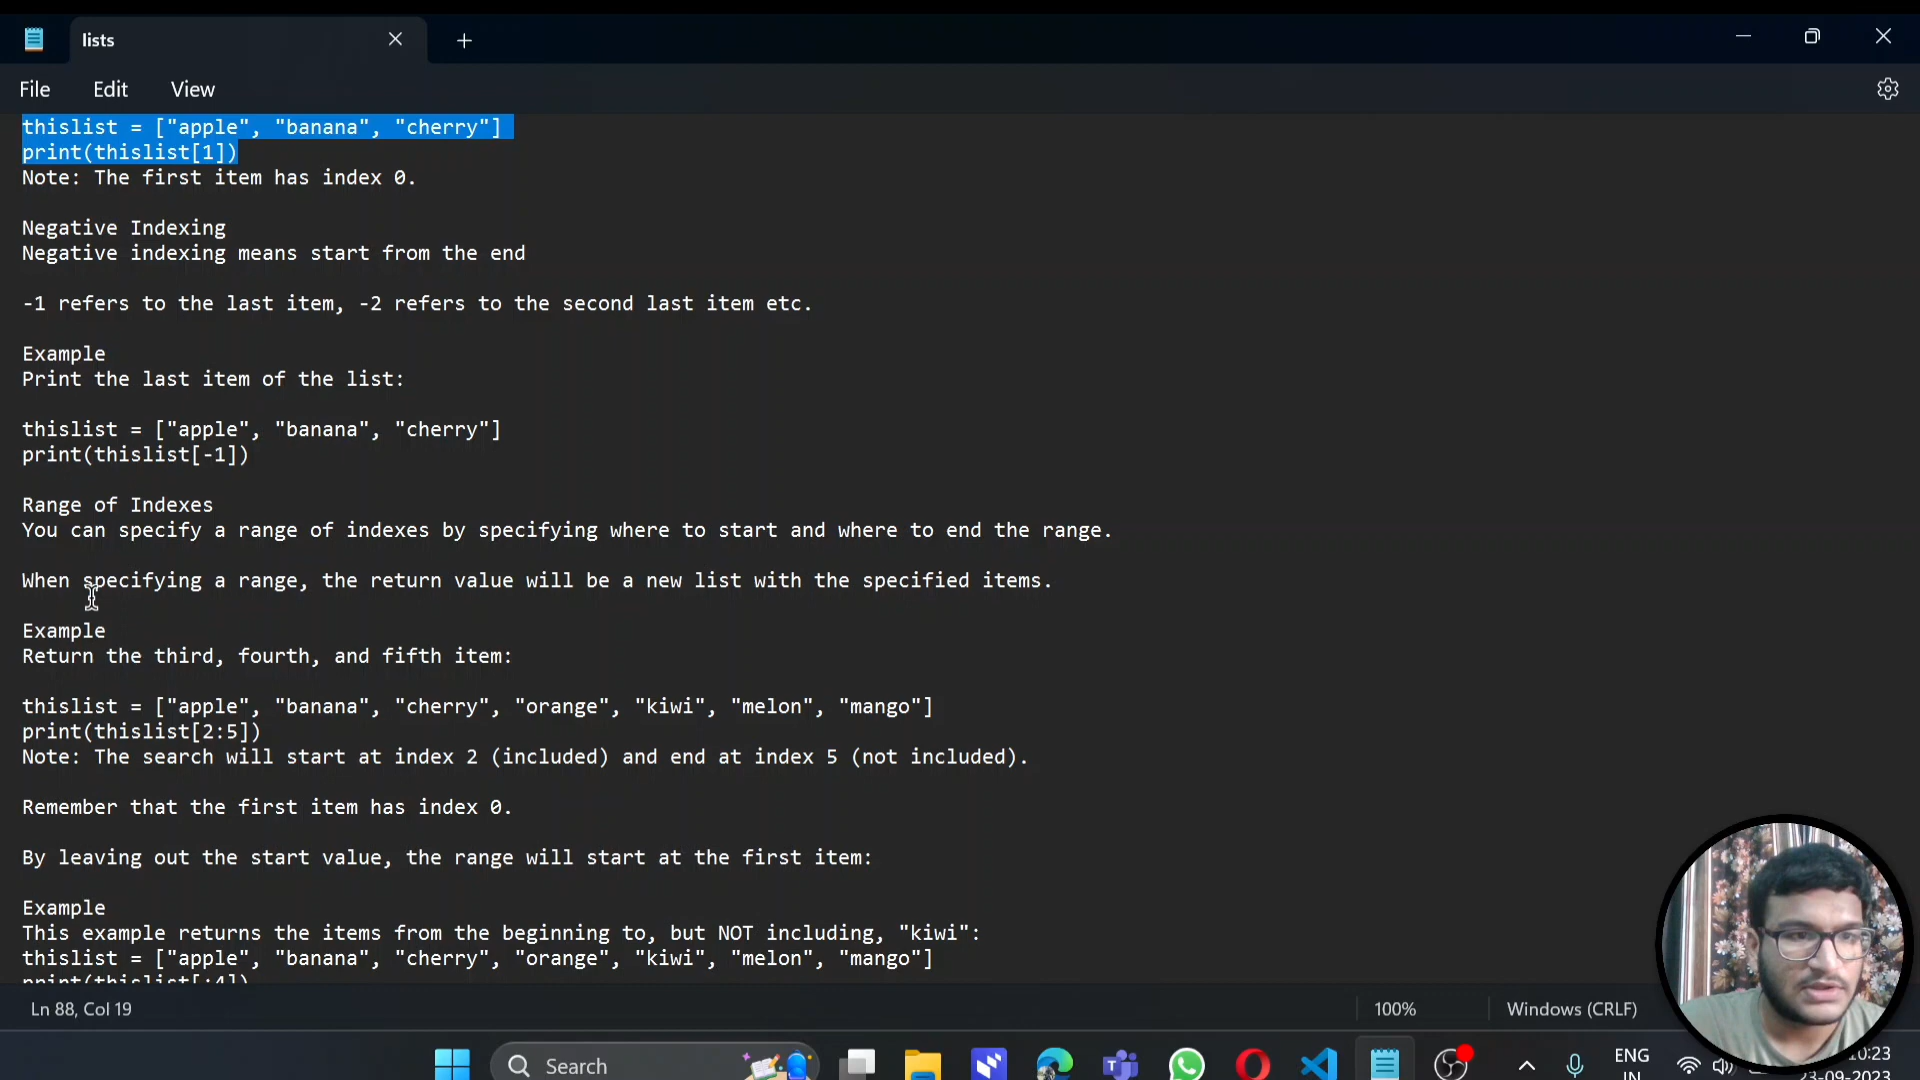 lists
File Edit View
thislist = ["apple", "banana", "cherry"]
print(thislist[1])
Note: The first item has index 0.
Negative Indexing
Negative indexing means start from the end
-1 refers to the last item, -2 refers to the second last item etc.
Example
Print the last item of the list:
thislist = ["apple", "banana", "cherry"]
print(thislist[-1])
Range of Indexes
You can specify a range of indexes by specifying where to start and where to end the range.
When specifying a range, the return value will be a new list with the specified items.
Example
Return the third, fourth, and fifth item:
thislist = ["apple", "banana", "cherry", "orange", "kiwi", "melon", "mango"]
print(thislist[2:5])
Note: The search will start at index 2 (included) and end at index 5 (not included).
Remember that the first item has index 0.
By leaving out the start value, the range will start at the first item:
Example
This example returns the items from the beginning to, but NOT including, "kiwi":
thislist = ["apple", "banana", "cherry", "orange", "kiwi", "melon", "mango"]
print(thislist[:4])
Ln 88, Col 19 100% Windows (CRLF)
Search ENG
IN
10:23
23-09-2023